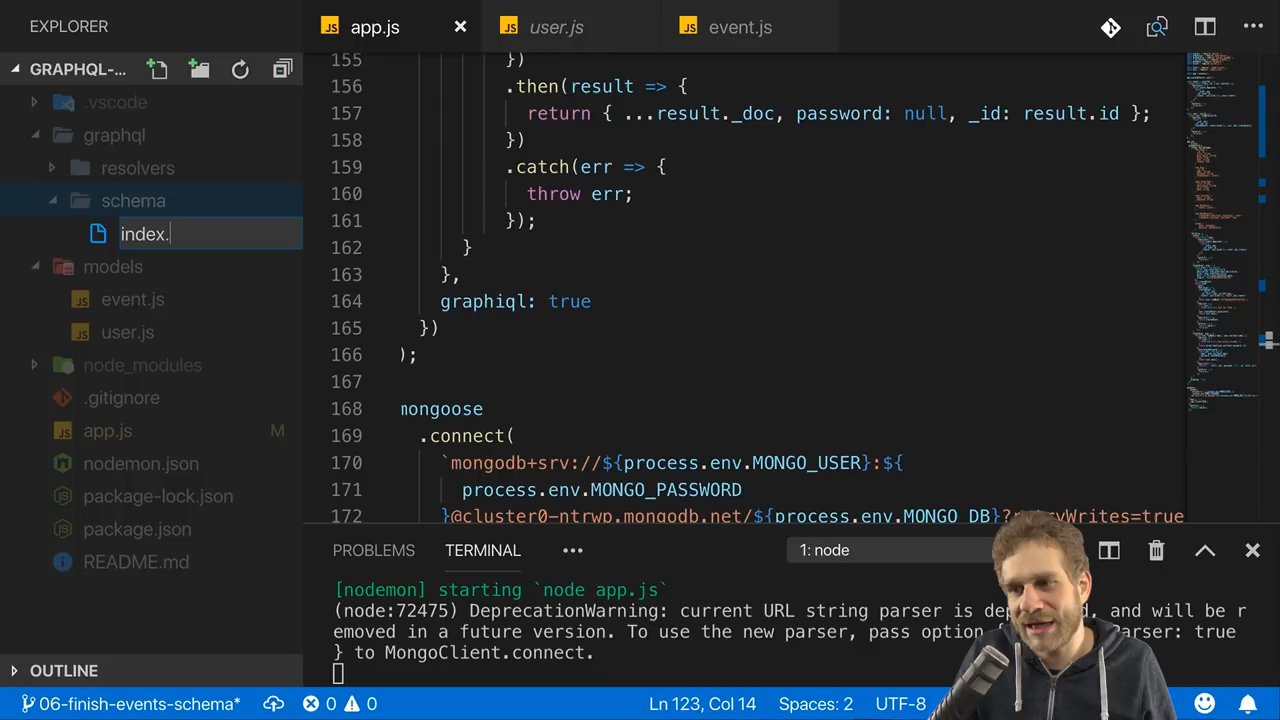 EXPLORER
JS app.js
JS user.js
JS event.js
GRAPHQL-...
.vscode
graphql
resolvers
schema
index.
models
JS event.js
JS user.js
node_modules
.gitignore
JS app.js M
nodemon.json
package-lock.json
package.json
README.md
OUTLINE
155 })
156 .then(result => {
157 return { ...result._doc, password: null, _id: result.id };
158 })
159 .catch(err => {
160 throw err;
161 });
162 }
163 },
164 graphiql: true
165 })
166 );
167
168 mongoose
169 .connect(
170 `mongodb+srv://${process.env.MONGO_USER}:${
171 process.env.MONGO_PASSWORD
172 }@cluster0-ntrwp.mongodb.net/${process.env.MONGO_DB}?retryWrites=true
PROBLEMS TERMINAL ... 1: node
[nodemon] starting `node app.js`
(node:72475) DeprecationWarning: current URL string parser is and will be r
emoved in a future version. To use the new parser, pass option Parser: true
} to MongoClient.connect.
06-finish-events-schema* 0 0 Ln 123, Col 14 Spaces: 2 UTF-8